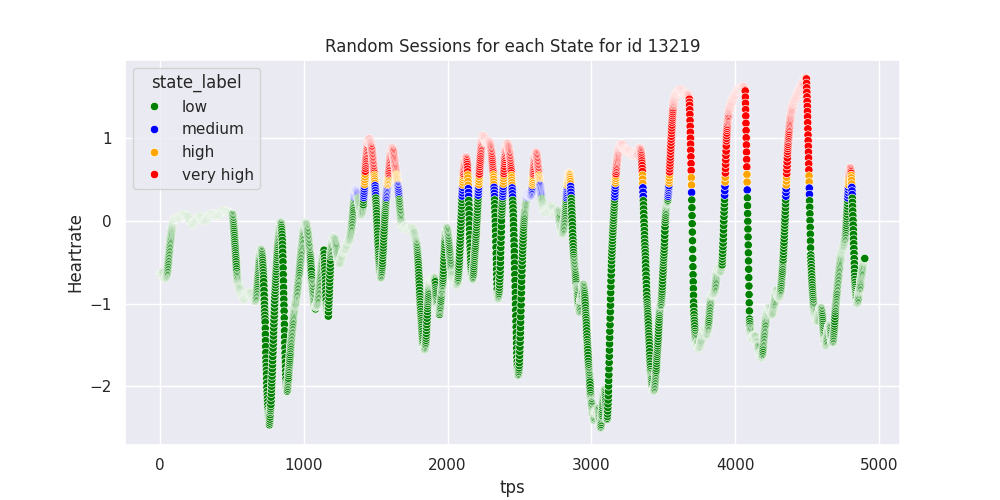 Random Sessions for each State for id 13219
state_label
low
medium
high
very high
Heartrate
1
0
−1
−2
0 1000 2000 3000 4000 5000
tps